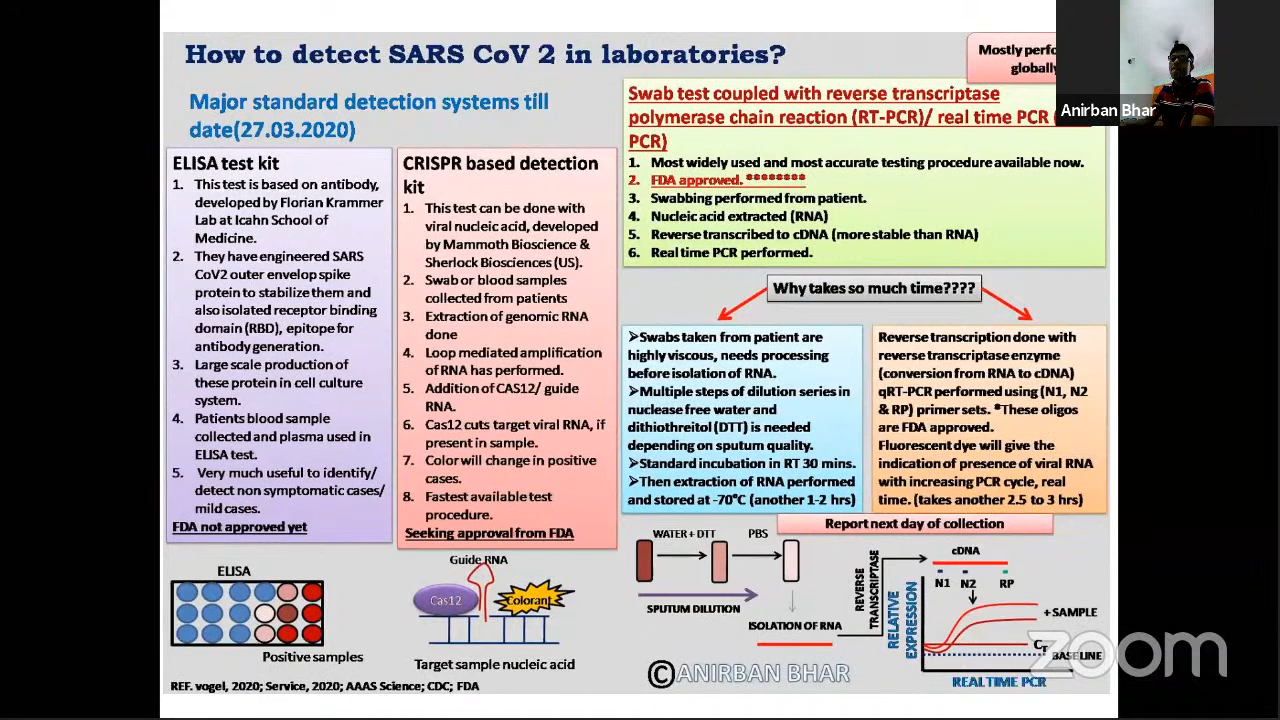 How to detect SARS CoV 2 in laboratories?
Major standard detection systems till
date(27.03.2020)
Mostly perfo
globally
Anirban Bhar
ELISA test kit
1. This test is based on antibody,
developed by Florian Krammer
Lab at Icahn School of
Medicine.
2. They have engineered SARS
CoV2 outer envelop spike
protein to stabilize them and
also isolated receptor binding
domain (RBD), epitope for
antibody generation.
3. Large scale production of
these protein in cell culture
system.
4. Patients blood sample
collected and plasma used in
ELISA test.
5. Very much useful to identify/
detect non symptomatic cases/
mild cases.
FDA not approved yet
CRISPR based detection
kit
1. This test can be done with
viral nucleic acid, developed
by Mammoth Bioscience &
Sherlock Biosciences (US).
2. Swab or blood samples
collected from patients
3. Extraction of genomic RNA
done
4. Loop mediated amplification
of RNA has performed.
5. Addition of CAS12/ guide
RNA.
6. Cas12 cuts target viral RNA, if
present in sample.
7. Color will change in positive
cases.
8. Fastest available test
procedure.
Seeking approval from FDA
Swab test coupled with reverse transcriptase
polymerase chain reaction (RT-PCR)/ real time PCR
PCR)
1. Most widely used and most accurate testing procedure available now.
2. FDA approved. ********
3. Swabbing performed from patient.
4. Nucleic acid extracted (RNA)
5. Reverse transcribed to cDNA (more stable than RNA)
6. Real time PCR performed.
Why takes so much time????
➢Swabs taken from patient are
highly viscous, needs processing
before isolation of RNA.
➢Multiple steps of dilution series in
nuclease free water and
dithiothreitol (DTT) is needed
depending on sputum quality.
➢Standard incubation in RT 30 mins.
➢Then extraction of RNA performed
and stored at -70°C (another 1-2 hrs)
Reverse transcription done with
reverse transcriptase enzyme
(conversion from RNA to cDNA)
qRT-PCR performed using (N1, N2
& RP) primer sets. *These oligos
are FDA approved.
Fluorescent dye will give the
indication of presence of viral RNA
with increasing PCR cycle, real
time. (takes another 2.5 to 3 hrs)
Report next day of collection
ELISA
Positive samples
Guide RNA
Cas12
Colorant
Target sample nucleic acid
WATER + DTT
PBS
SPUTUM DILUTION
ISOLATION OF RNA
REVERSE
TRANSCRIPTASE
cDNA
N1 N2 RP
RELATIVE
EXPRESSION
+ SAMPLE
CT
BASELINE
REAL TIME PCR
zoom
©ANIRBAN BHAR
REF. vogel, 2020; Service, 2020; AAAS Science; CDC; FDA